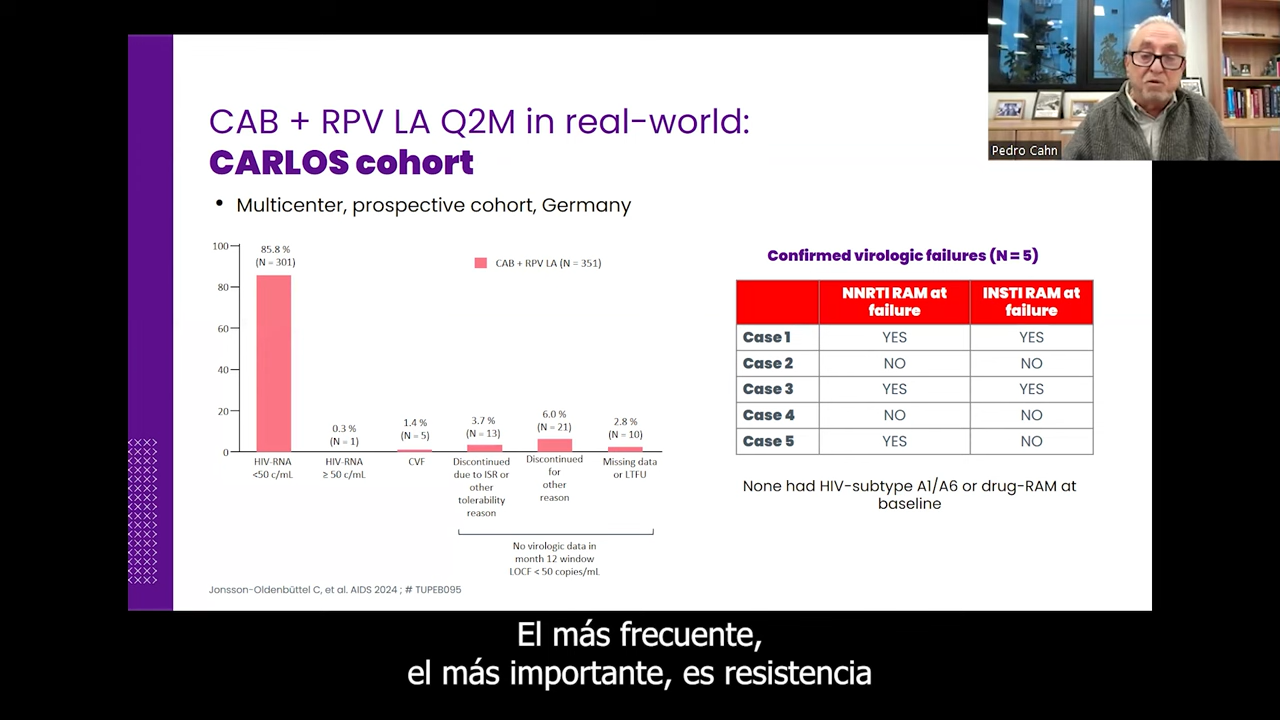 Pedro Cahn
CAB + RPV LA Q2M in real-world:
CARLOS cohort
• Multicenter, prospective cohort, Germany
100
80
60
40
20
0
CAB + RPV LA (N = 351)
85.8 %
(N = 301)
0.3 %
(N = 1)
1.4 %
(N = 5)
3.7 %
(N = 13)
6.0 %
(N = 21)
2.8 %
(N = 10)
HIV-RNA
<50 c/mL
HIV-RNA
≥ 50 c/mL
CVF
Discontinued
due to ISR or
other
tolerability
reason
Discontinued
for
other
reason
Missing data
or LTFU
No virologic data in
month 12 window
LOCF < 50 copies/mL
Confirmed virologic failures (N = 5)
NNRTI RAM at
failure
INSTI RAM at
failure
Case 1 YES YES
Case 2 NO NO
Case 3 YES YES
Case 4 NO NO
Case 5 YES NO
None had HIV-subtype A1/A6 or drug-RAM at
baseline
Jonsson-Oldenbüttel C, et al. AIDS 2024 ; # TUPEB095
El más frecuente,
el más importante, es resistencia